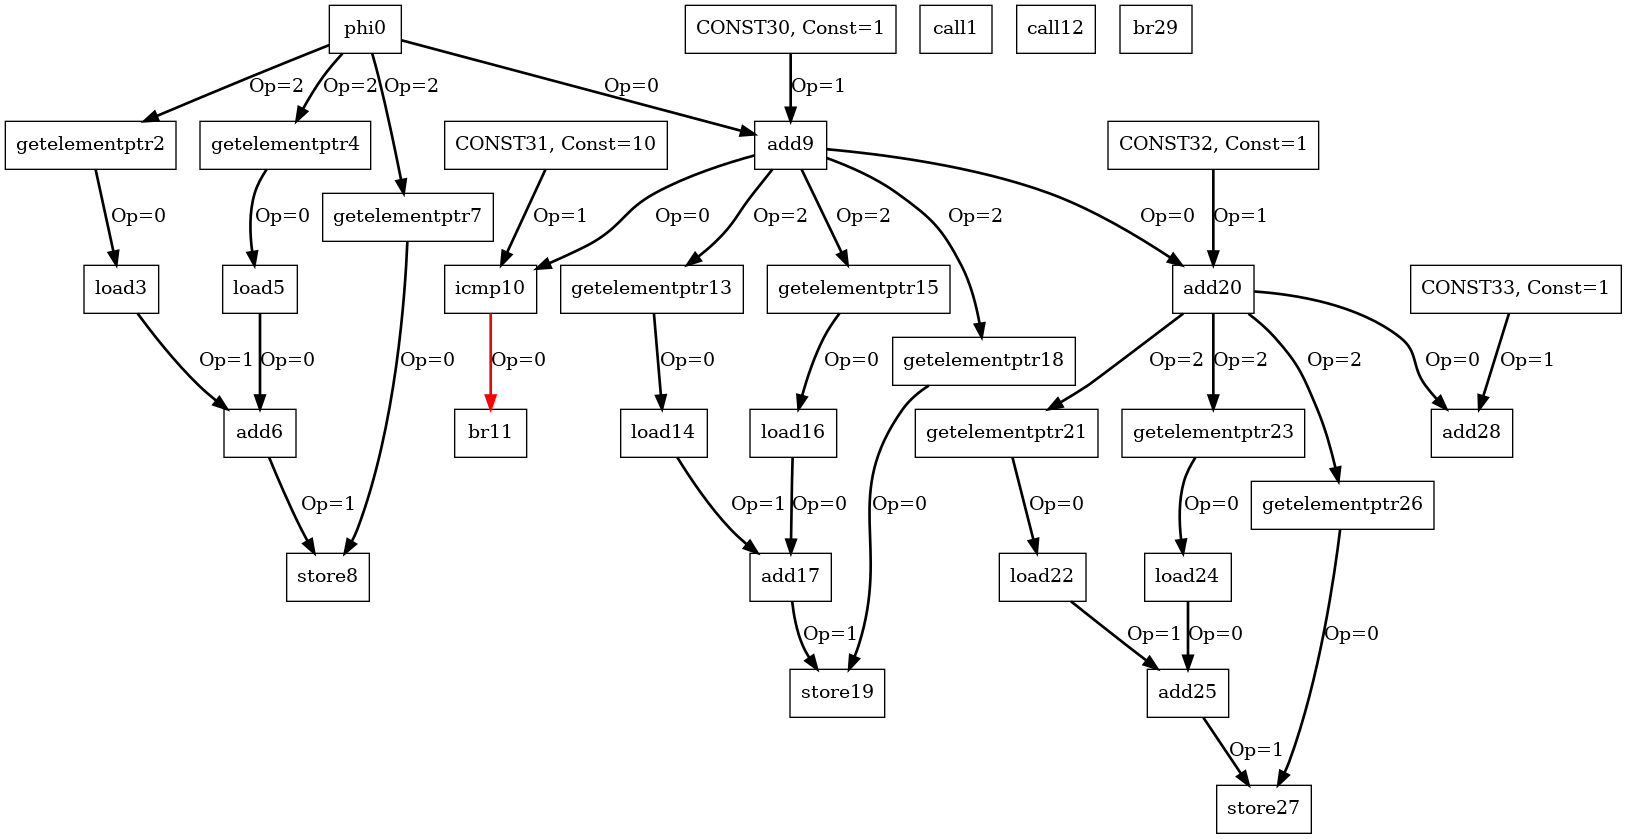 phi0
CONST30, Const=1
call1
call12
br29
Op=2
Op=2
Op=2
Op=0
Op=1
getelementptr2
getelementptr4
CONST31, Const=10
add9
CONST32, Const=1
Op=0
Op=0
getelementptr7
Op=1
Op=0
Op=2
Op=2
Op=2
Op=0
Op=1
load3
load5
icmp10
getelementptr13
getelementptr15
add20
CONST33, Const=1
Op=1
Op=0
Op=0
Op=0
Op=0
Op=0
getelementptr18
Op=2
Op=2
Op=2
Op=0
Op=1
add6
br11
load14
load16
getelementptr21
getelementptr23
add28
Op=1
Op=1
Op=0
Op=0
Op=0
Op=0
getelementptr26
store8
add17
load22
load24
Op=1
Op=1
Op=0
Op=0
store19
add25
Op=1
store27